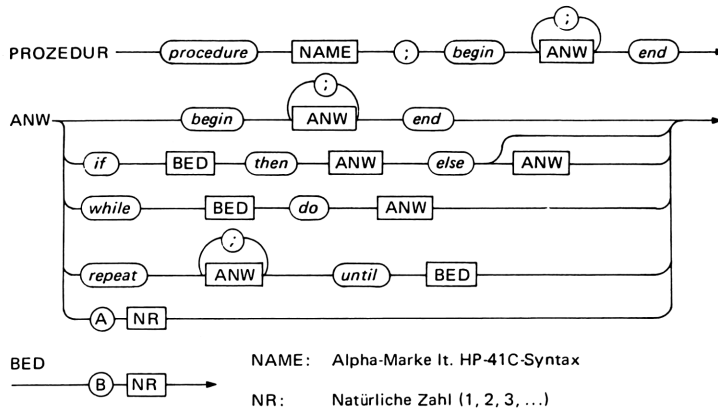 ;
PROZEDUR procedure NAME ; begin ANW end
;
ANW begin ANW end
if BED then ANW else ANW
while BED do ANW
;
repeat ANW until BED
A NR
BED NAME: Alpha-Marke lt. HP-41C-Syntax
B NR
NR: Natürliche Zahl (1, 2, 3, ...)